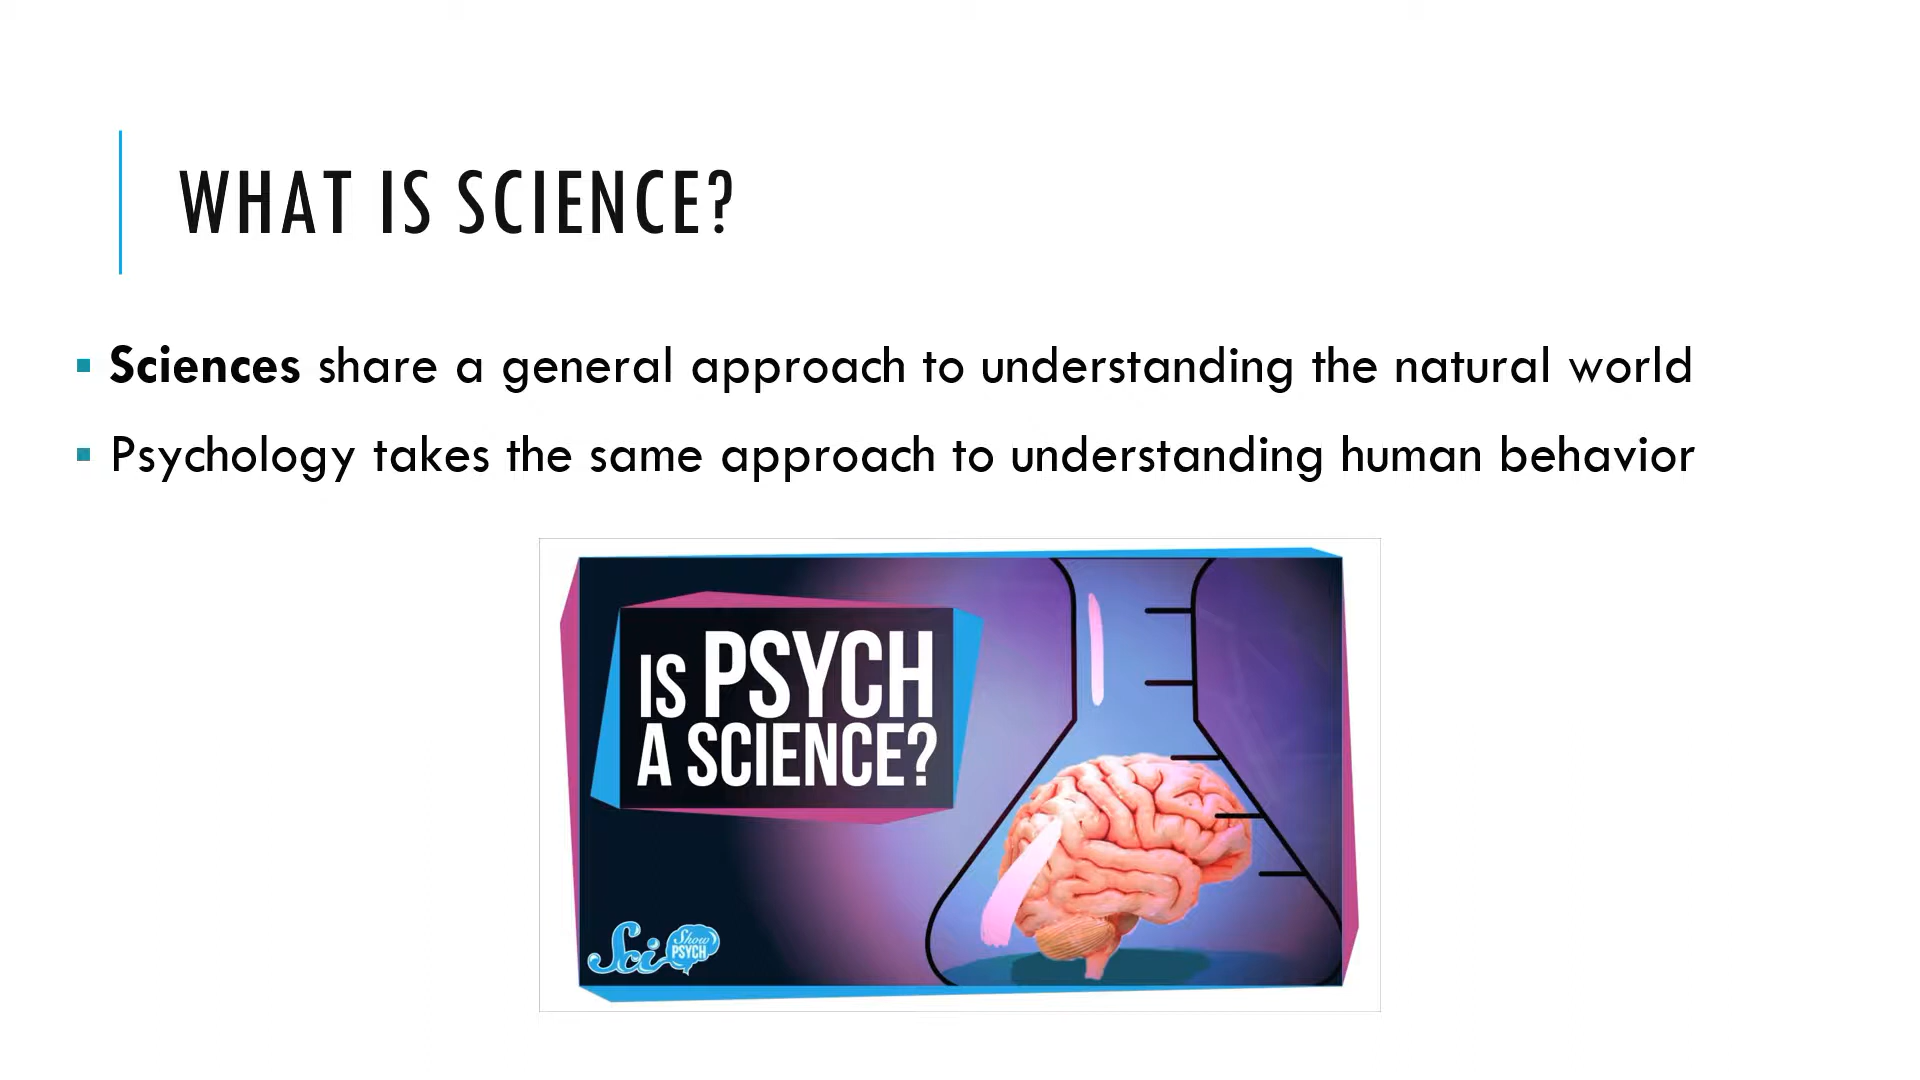 WHAT IS SCIENCE?
Sciences share a general approach to understanding the natural world
Psychology takes the same approach to understanding human behavior
IS PSYCH
A SCIENCE?
Sci Show
PSYCH